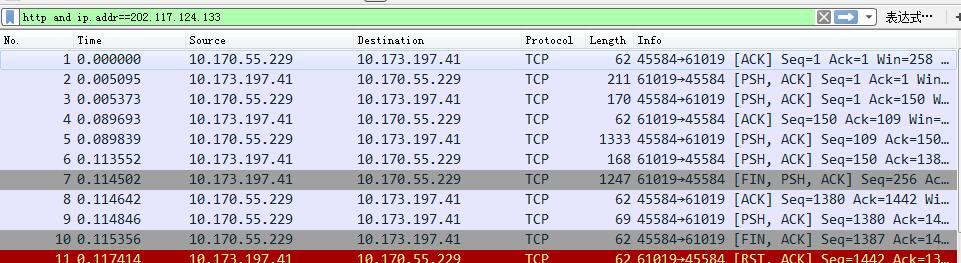 http and ip.addr==202.117.124.133 表达式…
No. Time Source Destination Protocol Length Info
1 0.000000 10.170.55.229 10.173.197.41 TCP 62 45584→61019 [ACK] Seq=1 Ack=1 Win=258 …
2 0.005095 10.173.197.41 10.170.55.229 TCP 211 61019→45584 [PSH, ACK] Seq=1 Ack=1 Win…
3 0.005373 10.170.55.229 10.173.197.41 TCP 170 45584→61019 [PSH, ACK] Seq=1 Ack=150 W…
4 0.089693 10.173.197.41 10.170.55.229 TCP 62 61019→45584 [ACK] Seq=150 Ack=109 Win=…
5 0.089839 10.170.55.229 10.173.197.41 TCP 1333 45584→61019 [PSH, ACK] Seq=109 Ack=150…
6 0.113552 10.173.197.41 10.170.55.229 TCP 168 61019→45584 [PSH, ACK] Seq=150 Ack=138…
7 0.114502 10.173.197.41 10.170.55.229 TCP 1247 61019→45584 [FIN, PSH, ACK] Seq=256 Ac…
8 0.114642 10.170.55.229 10.173.197.41 TCP 62 45584→61019 [ACK] Seq=1380 Ack=1442 Wi…
9 0.114846 10.170.55.229 10.173.197.41 TCP 69 45584→61019 [PSH, ACK] Seq=1380 Ack=14…
10 0.115356 10.170.55.229 10.173.197.41 TCP 62 45584→61019 [FIN, ACK] Seq=1387 Ack=14…
11 0.117414 10.173.197.41 10.170.55.229 TCP 62 61019→45584 [RST, ACK] Seq=1442 Ack=13…